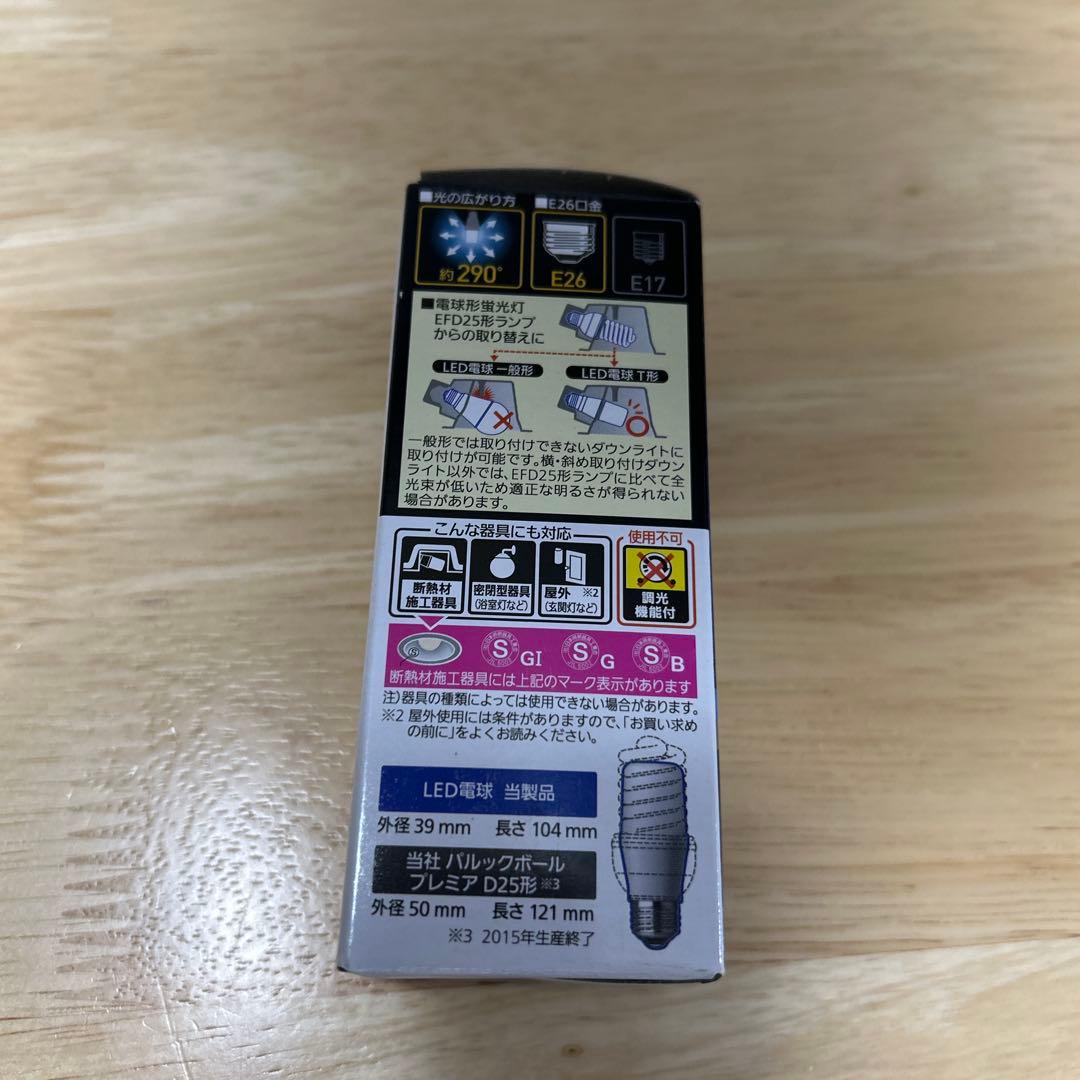 ■光の広がり方 ■E26口金
約290°
E26
E17
■電球形蛍光灯
EFD25形ランプ
からの取り替えに
LED電球 一般形
LED電球 T形
一般形では取り付けできないダウンライトに
取り付けが可能です。横・斜め取り付けダウン
ライト以外では、EFD25形ランプに比べて全
光束が低いため適正な明るさが得られない
場合があります。
こんな器具にも対応
断熱材
施工器具
密閉型器具
(浴室灯など)
屋外 ※2
(玄関灯など)
使用不可
調光
機能付
S
S GI
S G
S B
断熱材施工器具には上記のマーク表示があります
注)器具の種類によっては使用できない場合があります。
※2 屋外使用には条件がありますので、「お買い求め
の前に」をよくお読みください。
LED電球 当製品
外径 39 mm 長さ 104 mm
当社 パルックボール
プレミア D25形 ※3
外径 50 mm 長さ 121 mm
※3 2015年生産終了